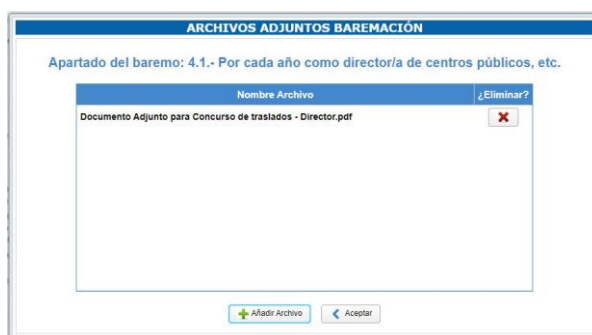 ARCHIVOS ADJUNTOS BAREMACIÓN
Apartado del baremo: 4.1.- Por cada año como director/a de centros públicos, etc.
Nombre Archivo ¿Eliminar?
Documento Adjunto para Concurso de traslados - Director.pdf
Añadir Archivo Aceptar